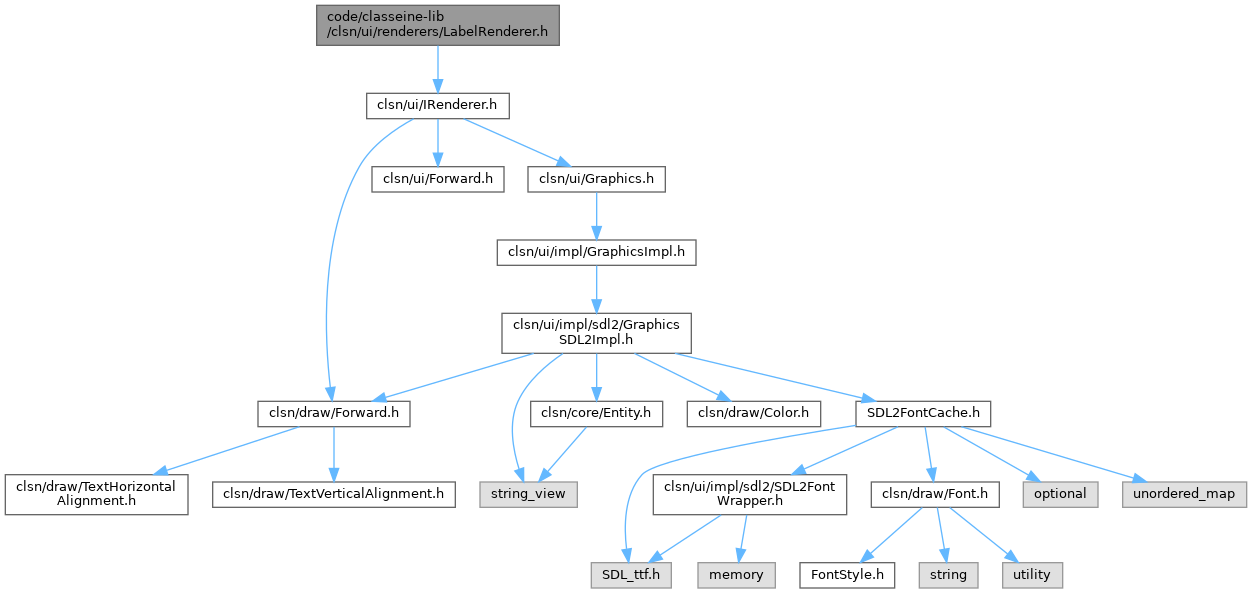 code/classeine-lib
/clsn/ui/renderers/LabelRenderer.h
clsn/ui/IRenderer.h
clsn/ui/Forward.h
clsn/ui/Graphics.h
clsn/ui/impl/GraphicsImpl.h
clsn/ui/impl/sdl2/Graphics
SDL2Impl.h
clsn/draw/Forward.h
clsn/core/Entity.h
clsn/draw/Color.h
SDL2FontCache.h
clsn/draw/TextHorizontal
Alignment.h
clsn/draw/TextVerticalAlignment.h
string_view
clsn/ui/impl/sdl2/SDL2Font
Wrapper.h
clsn/draw/Font.h
optional
unordered_map
SDL_ttf.h
memory
FontStyle.h
string
utility